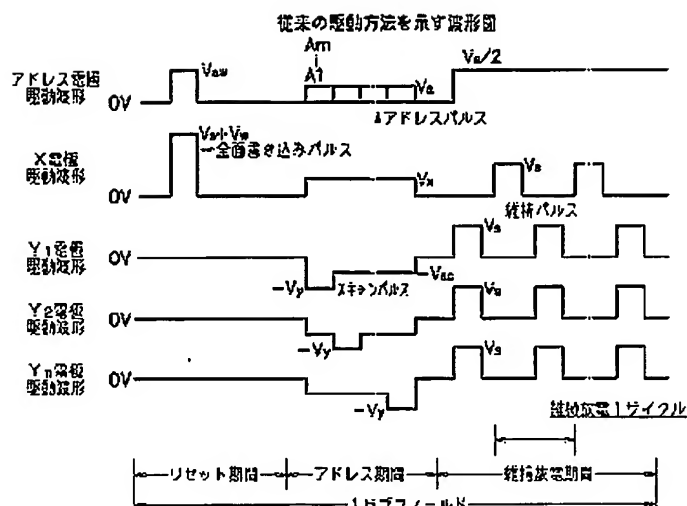 従来の駆動方法を示す波形図
アドレス電極
駆動波形
0V
Vaw
Am
A1
Va
アドレスパルス
Vs/2
X電極
駆動波形
0V
Vs+Vw
全面書き込みパルス
Vx
Vs
維持パルス
Y1電極
駆動波形
0V
-Vy
スキャンパルス
-Vsc
Vs
Y2電極
駆動波形
0V
-Vy
Vs
Yn電極
駆動波形
0V
-Vy
Vs
維持放電1サイクル
リセット期間
アドレス期間
維持放電期間
1サブフィールド